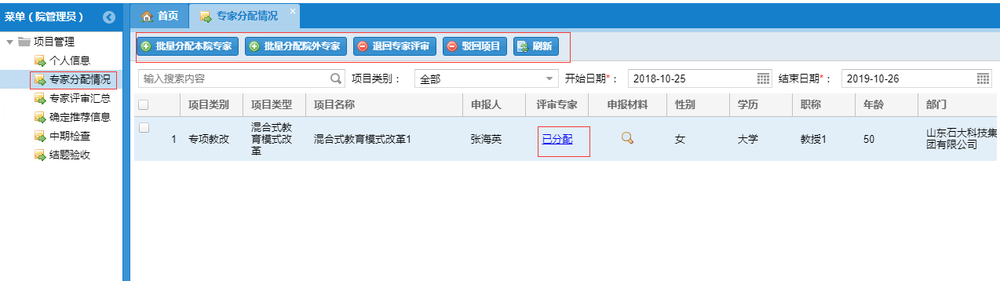 菜单（院管理员）
首页
专家分配情况
项目管理
个人信息
专家分配情况
专家评审汇总
确定推荐信息
中期检查
结题验收
批量分配本院专家
批量分配院外专家
退回专家评审
驳回项目
刷新
输入搜索内容
项目类别：
全部
开始日期*：
2018-10-25
结束日期*：
2019-10-26
项目类别
项目类型
项目名称
申报人
评审专家
申报材料
性别
学历
职称
年龄
部门
1
专项教改
混合式教
育模式改
革
混合式教育模式改革1
张海英
已分配
女
大学
教授1
50
山东石大科技集
团有限公司